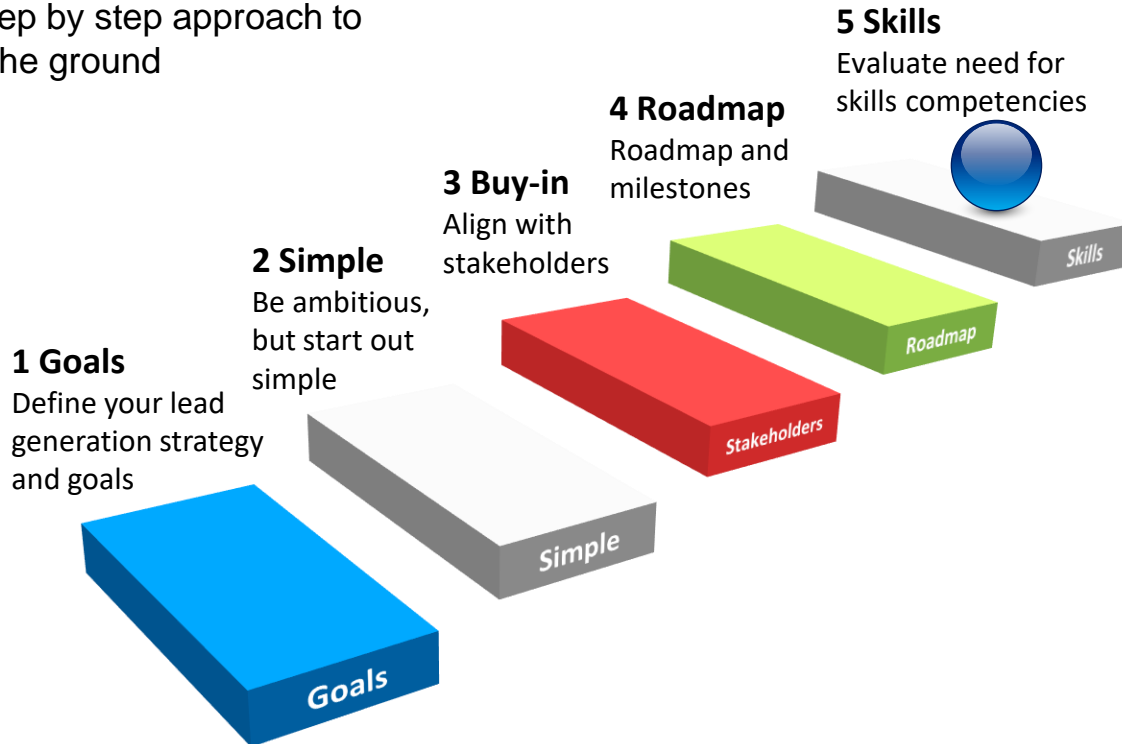 ep by step approach to
he ground
5 Skills
Evaluate need for
skills competencies
4 Roadmap
Roadmap and
milestones
3 Buy-in
Align with
stakeholders
2 Simple
Be ambitious,
but start out
simple
1 Goals
Define your lead
generation strategy
and goals
Skills
Roadmap
Stakeholders
Simple
Goals